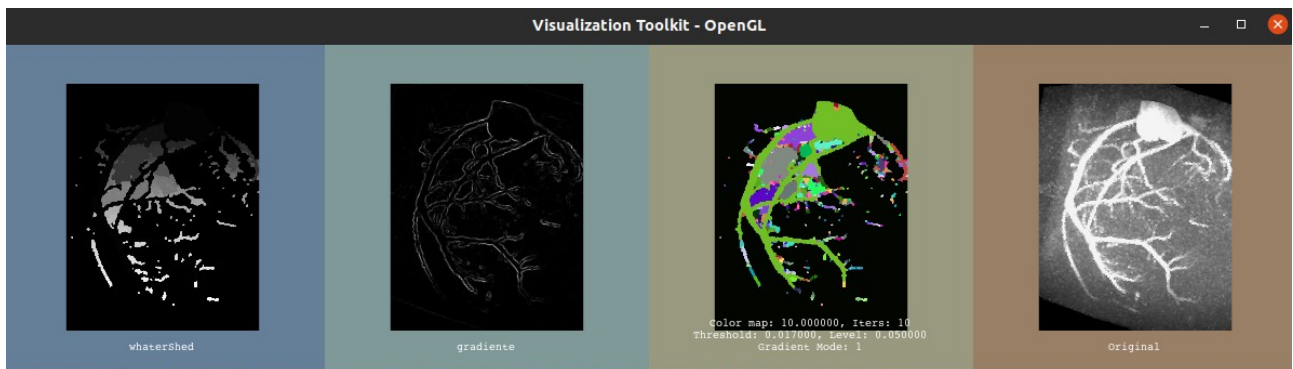 Visualization Toolkit - OpenGL
whaterShed
gradiente
Color map: 10.000000, Iters: 10
Threshold: 0.017000, Level: 0.050000
Gradient Mode: 1
Original